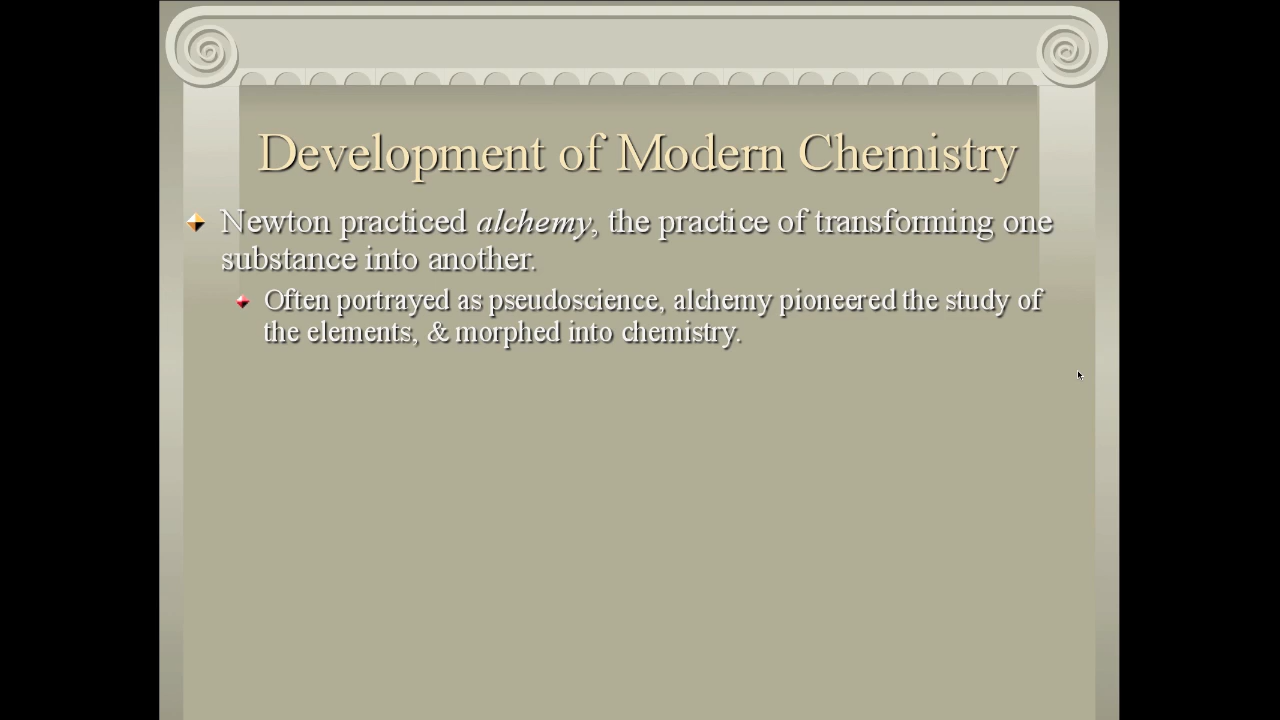 Development of Modern Chemistry
Newton practiced alchemy, the practice of transforming one
substance into another.
Often portrayed as pseudoscience, alchemy pioneered the study of
the elements, & morphed into chemistry.